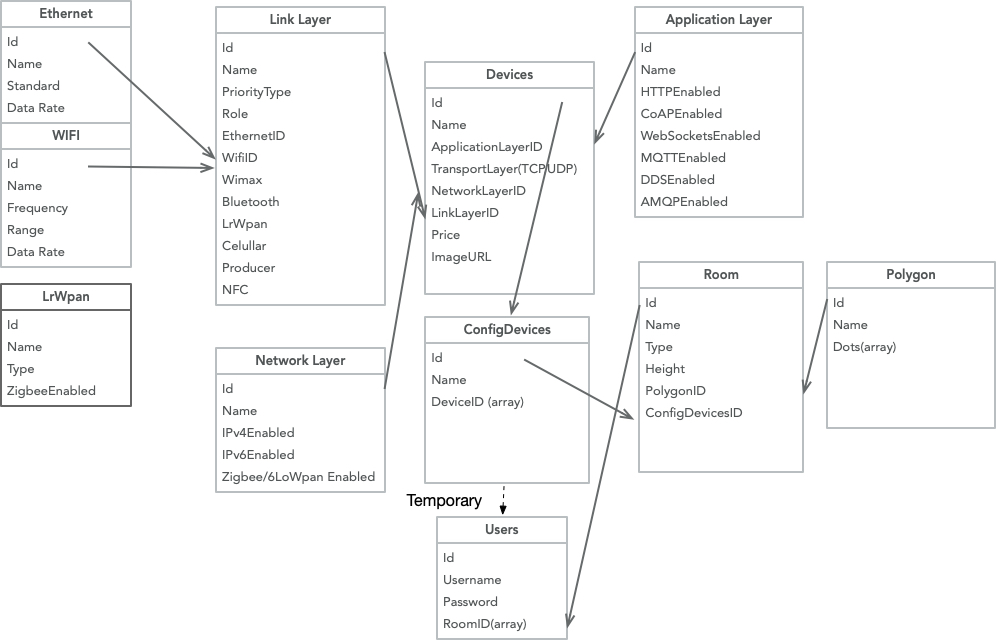 Ethernet
Id
Name
Standard
Data Rate
WIFI
Id
Name
Frequency
Range
Data Rate
LrWpan
Id
Name
Type
ZigbeeEnabled
Link Layer
Id
Name
PriorityType
Role
EthernetID
WifiID
Wimax
Bluetooth
LrWpan
Celullar
Producer
NFC
Network Layer
Id
Name
IPv4Enabled
IPv6Enabled
Zigbee/6LoWpan Enabled
Devices
Id
Name
ApplicationLayerID
TransportLayer(TCPUDP)
NetworkLayerID
LinkLayerID
Price
ImageURL
ConfigDevices
Id
Name
DeviceID (array)
Temporary
Users
Id
Username
Password
RoomID(array)
Application Layer
Id
Name
HTTPEnabled
CoAPEnabled
WebSocketsEnabled
MQTTEnabled
DDSEnabled
AMQPEnabled
Room
Id
Name
Type
Height
PolygonID
ConfigDevicesID
Polygon
Id
Name
Dots(array)